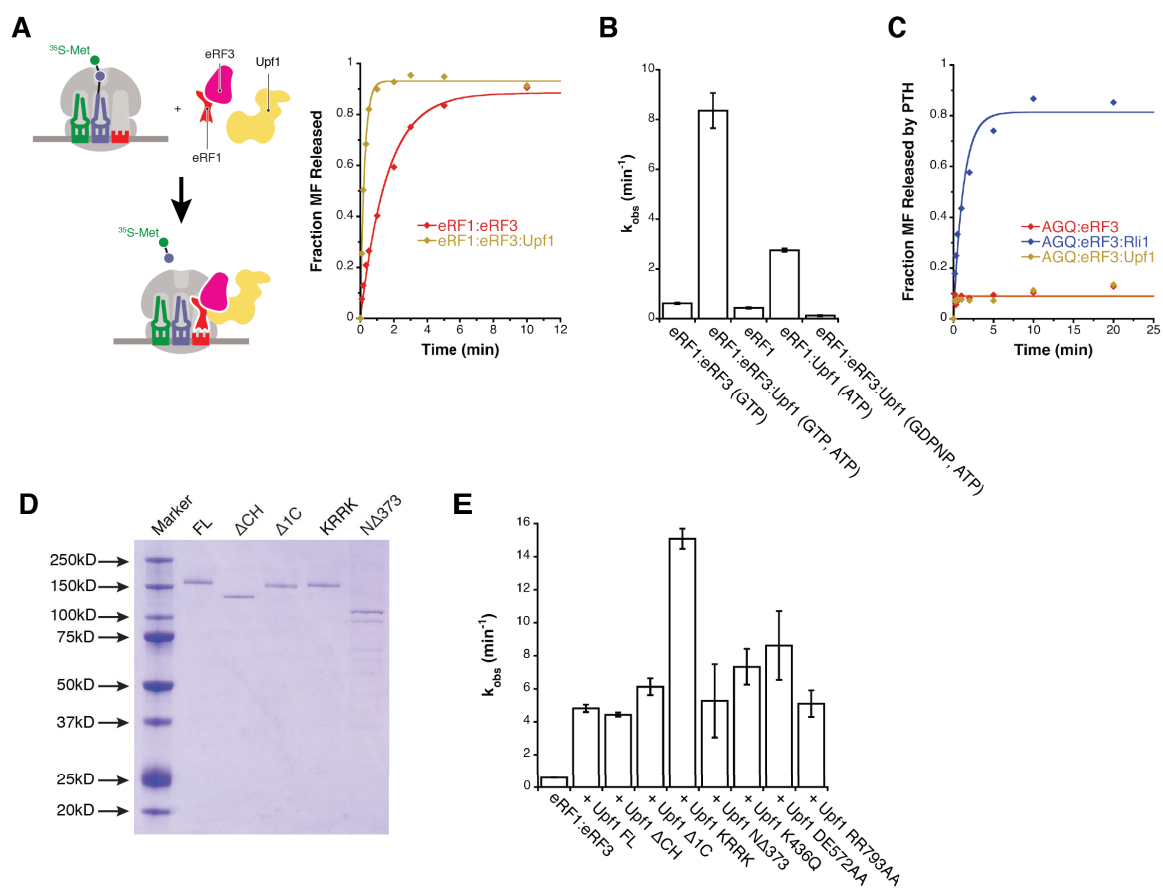 A
³⁵S-Met
eRF3
Upf1
+
eRF1
³⁵S-Met
Fraction MF Released
1
0.8
0.6
0.4
0.2
0
0
2
4
6
8
10
12
Time (min)
eRF1:eRF3
eRF1:eRF3:Upf1
B
kobs (min⁻¹)
10
8
6
4
2
0
eRF1:eRF3 (GTP)
eRF1:eRF3:Upf1 (GTP, ATP)
eRF1
eRF1:Upf1 (ATP)
eRF1:eRF3:Upf1 (GDPNP, ATP)
C
Fraction MF Released by PTH
1
0.8
0.6
0.4
0.2
0
0
5
10
15
20
25
Time (min)
AGQ:eRF3
AGQ:eRF3:Rli1
AGQ:eRF3:Upf1
D
Marker
FL
ΔCH
Δ1C
KRRK
NΔ373
250kD
150kD
100kD
75kD
50kD
37kD
25kD
20kD
E
kobs (min⁻¹)
16
14
12
10
8
6
4
2
0
eRF1:eRF3
+ Upf1 FL
+ Upf1 ΔCH
+ Upf1 Δ1C
+ Upf1 KRRK
+ Upf1 NΔ373
+ Upf1 K436Q
+ Upf1 DE572AA
+ Upf1 RR793AA